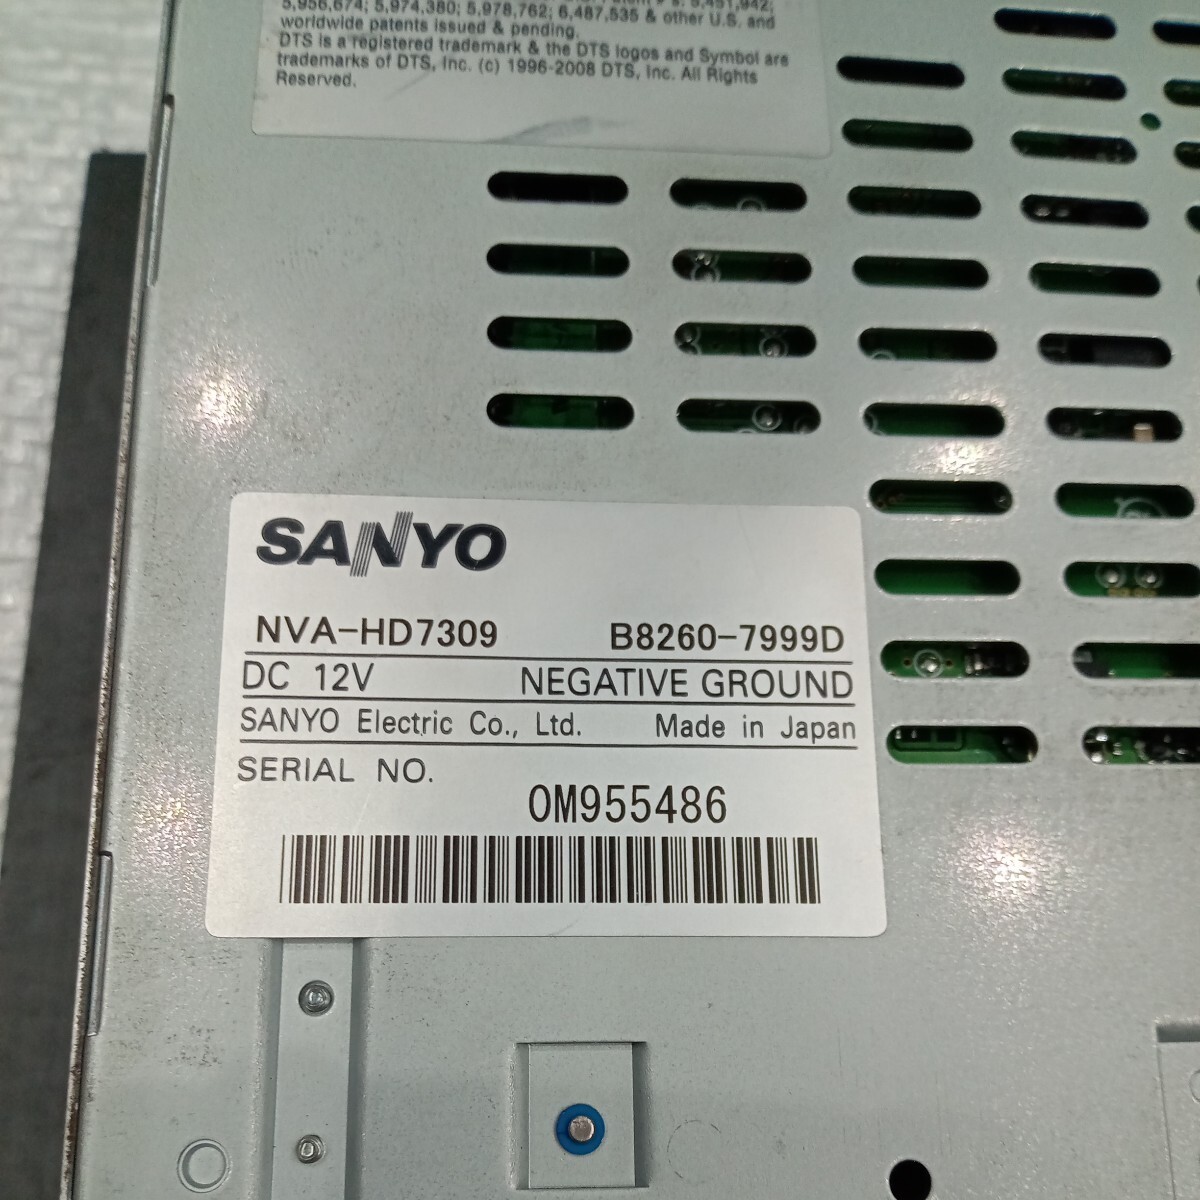 5,956,674; 5,974,380; 5,978,762; 6,487,535 & other U.S. and
worldwide patents issued & pending.
DTS is a registered trademark & the DTS logos and Symbol are
trademarks of DTS, Inc. (c) 1996-2008 DTS, Inc. All Rights
Reserved.
SANYO
NVA-HD7309 B8260-7999D
DC 12V NEGATIVE GROUND
SANYO Electric Co., Ltd. Made in Japan
SERIAL NO.
0M955486